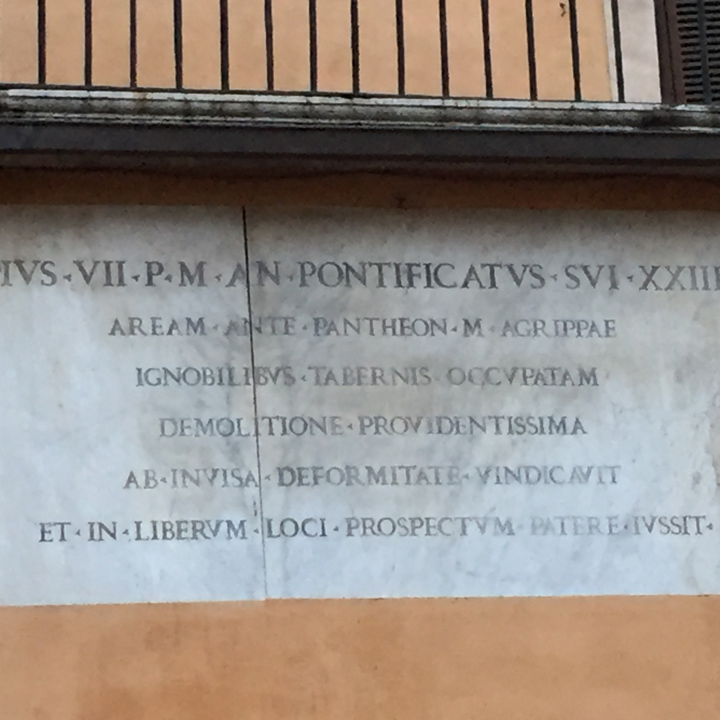 PIVS·VII·P·M·AN·PONTIFICATVS·SVI·XXIII
AREAM·ANTE·PANTHEON·M·AGRIPPAE
IGNOBILIBVS·TABERNIS·OCCVPATAM
DEMOLITIONE·PROVIDENTISSIMA
AB·INVISA·DEFORMITATE·VINDICAVIT
ET·IN·LIBERVM·LOCI·PROSPECTVM·PATERE·IVSSIT·